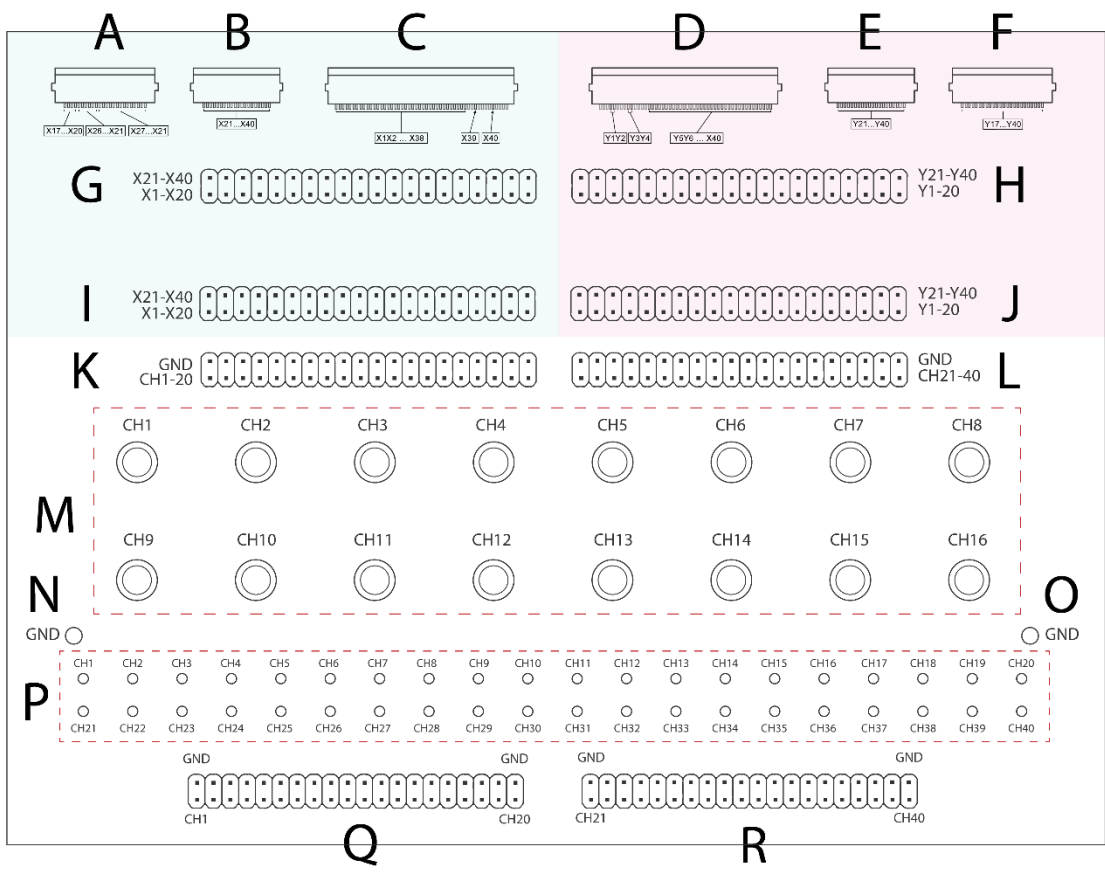 A B C D E F
X17...X20 X26...X21 X27...X21 X21...X40 X1X2 ... X38 X39 X40 Y1Y2 Y3Y4 Y5Y6 ... X40 Y21...Y40 Y17...Y40
G X21-X40 Y21-Y40 H
X1-X20 Y1-20
I X21-X40 Y21-Y40 J
X1-X20 Y1-20
K GND GND L
CH1-20 CH21-40
CH1 CH2 CH3 CH4 CH5 CH6 CH7 CH8
M
CH9 CH10 CH11 CH12 CH13 CH14 CH15 CH16
N O
GND GND
CH1 CH2 CH3 CH4 CH5 CH6 CH7 CH8 CH9 CH10 CH11 CH12 CH13 CH14 CH15 CH16 CH17 CH18 CH19 CH20
P
CH21 CH22 CH23 CH24 CH25 CH26 CH27 CH28 CH29 CH30 CH31 CH32 CH33 CH34 CH35 CH36 CH37 CH38 CH39 CH40
GND GND GND GND
CH1 CH20 CH21 CH40
Q R